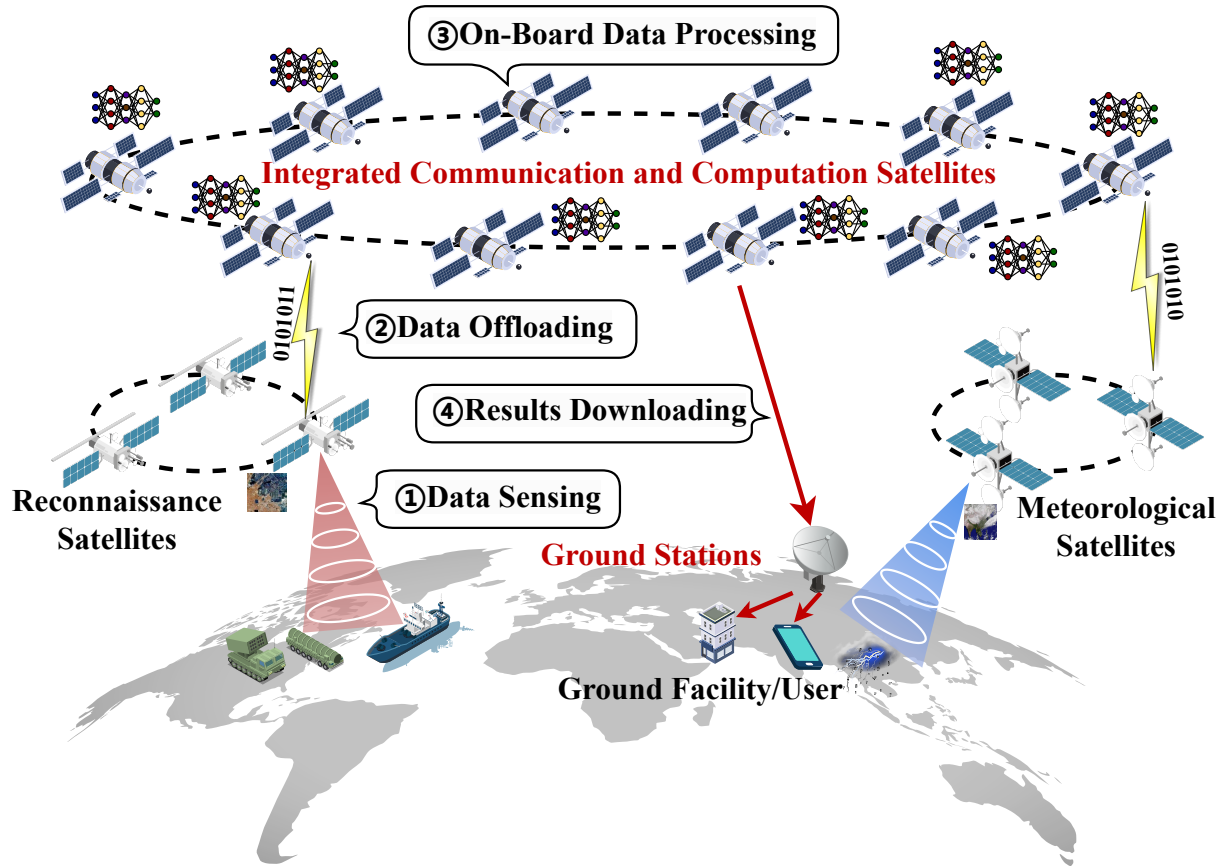 ③On-Board Data Processing
Integrated Communication and Computation Satellites
0101011
②Data Offloading
0101010
④Results Downloading
①Data Sensing
Reconnaissance
Satellites
Meteorological
Satellites
Ground Stations
Ground Facility/User